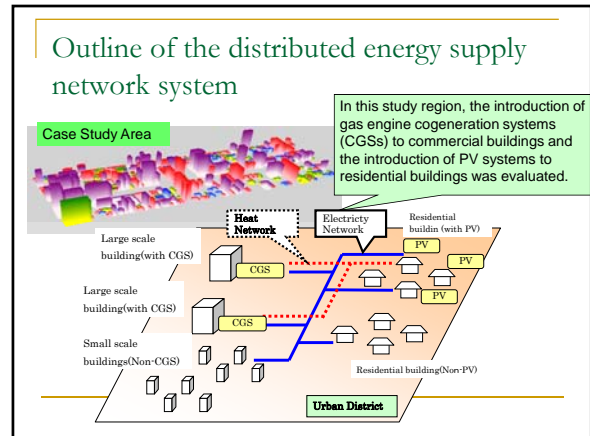 Outline of the distributed energy supply
network system
Case Study Area
In this study region, the introduction of
gas engine cogeneration systems
(CGSs) to commercial buildings and
the introduction of PV systems to
residential buildings was evaluated.
Heat
Network
Electricity
Network
Residential
buildin (with PV)
Large scale
building(with CGS)
CGS
PV
PV
PV
Large scale
building(with CGS)
CGS
Small scale
buildings(Non-CGS)
Residential building(Non-PV)
Urban District